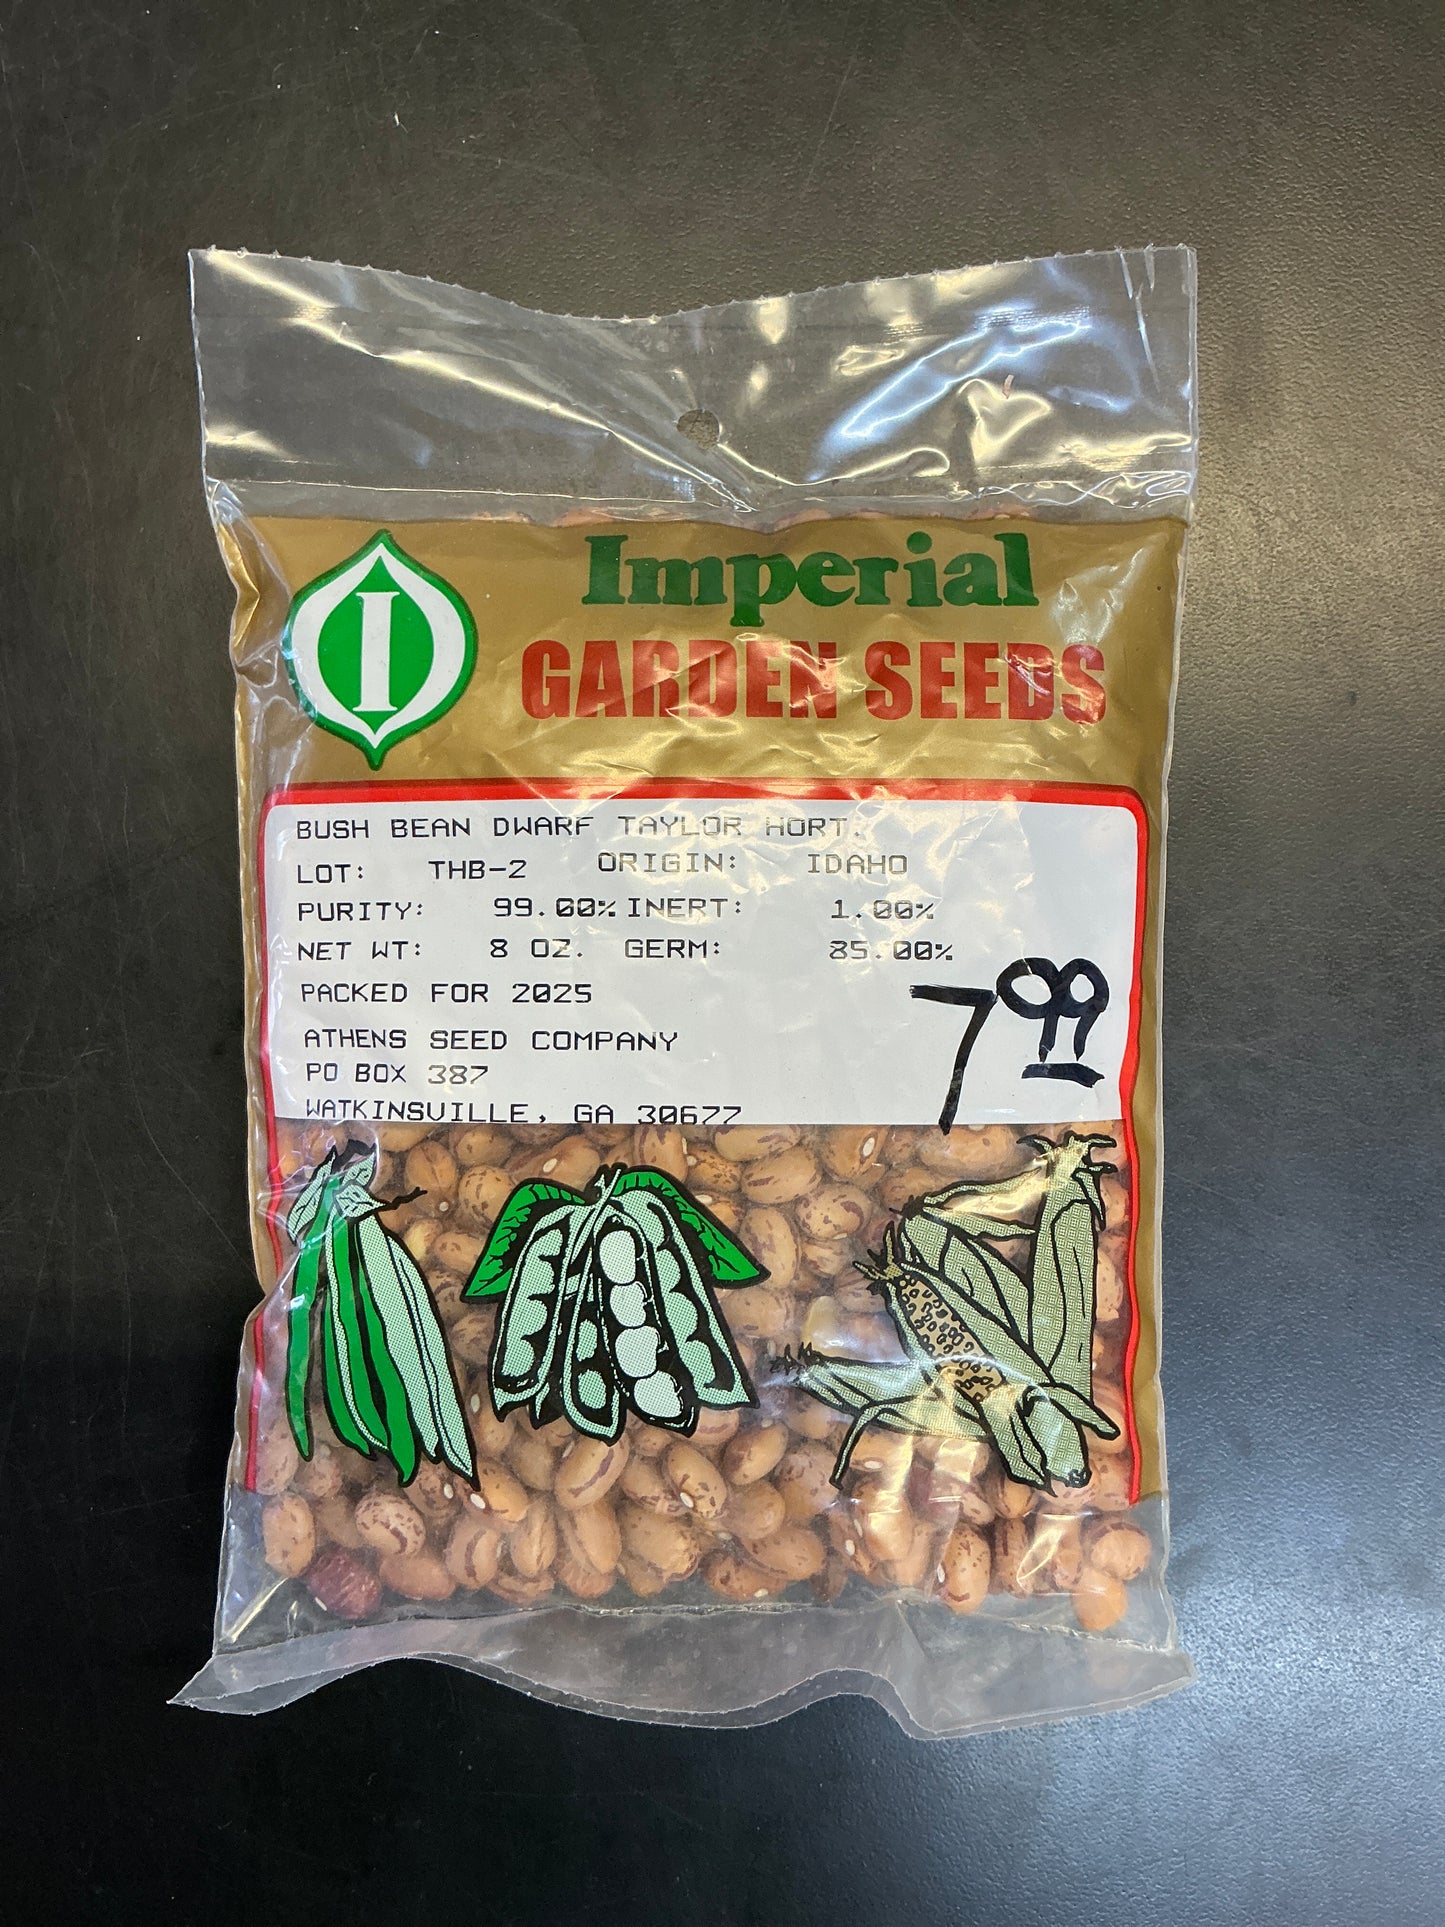 I
Imperial
GARDEN SEEDS
BUSH BEAN DWARF TAYLOR HORT.
LOT: THB-2 ORIGIN: IDAHO
PURITY: 99.00% INERT: 1.00%
NET WT: 8 OZ. GERM: 85.00%
PACKED FOR 2025
7 99
ATHENS SEED COMPANY
PO BOX 387
WATKINSVILLE, GA 30677